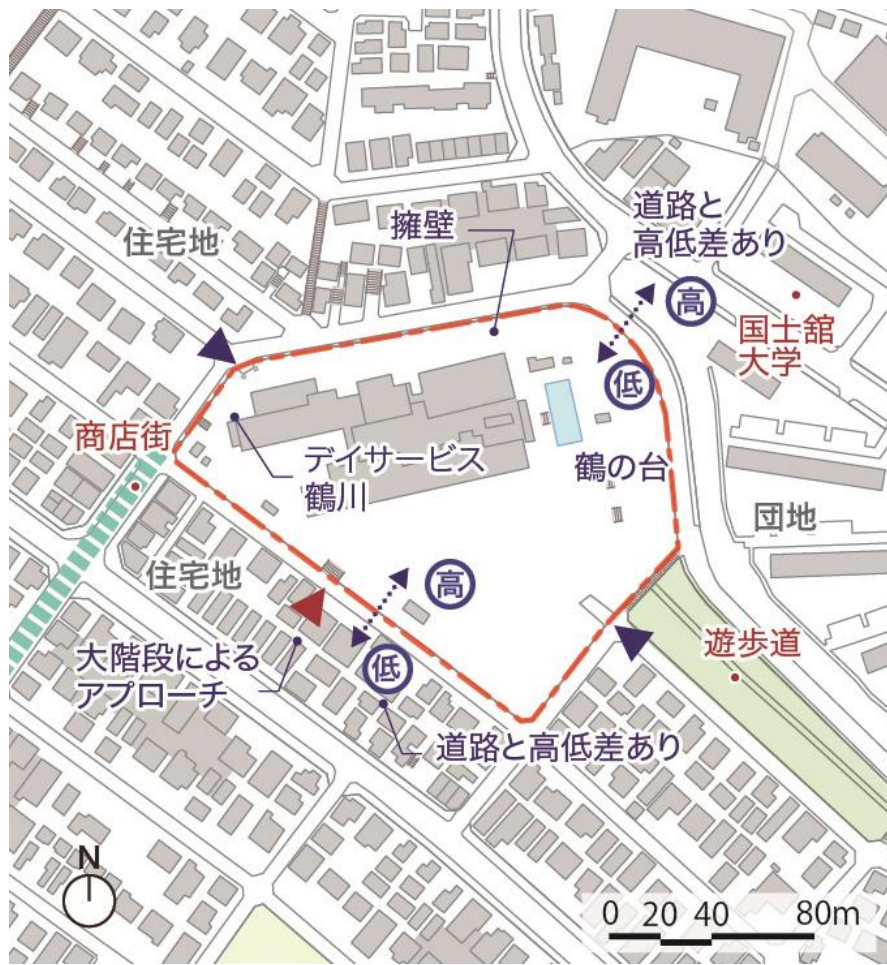 道路と
高低差あり
擁壁
住宅地
高
国士舘
大学
低
商店街
デイサービス
鶴川
鶴の台
団地
住宅地
高
大階段による
アプローチ
低
遊歩道
道路と高低差あり
N
0 20 40 80m